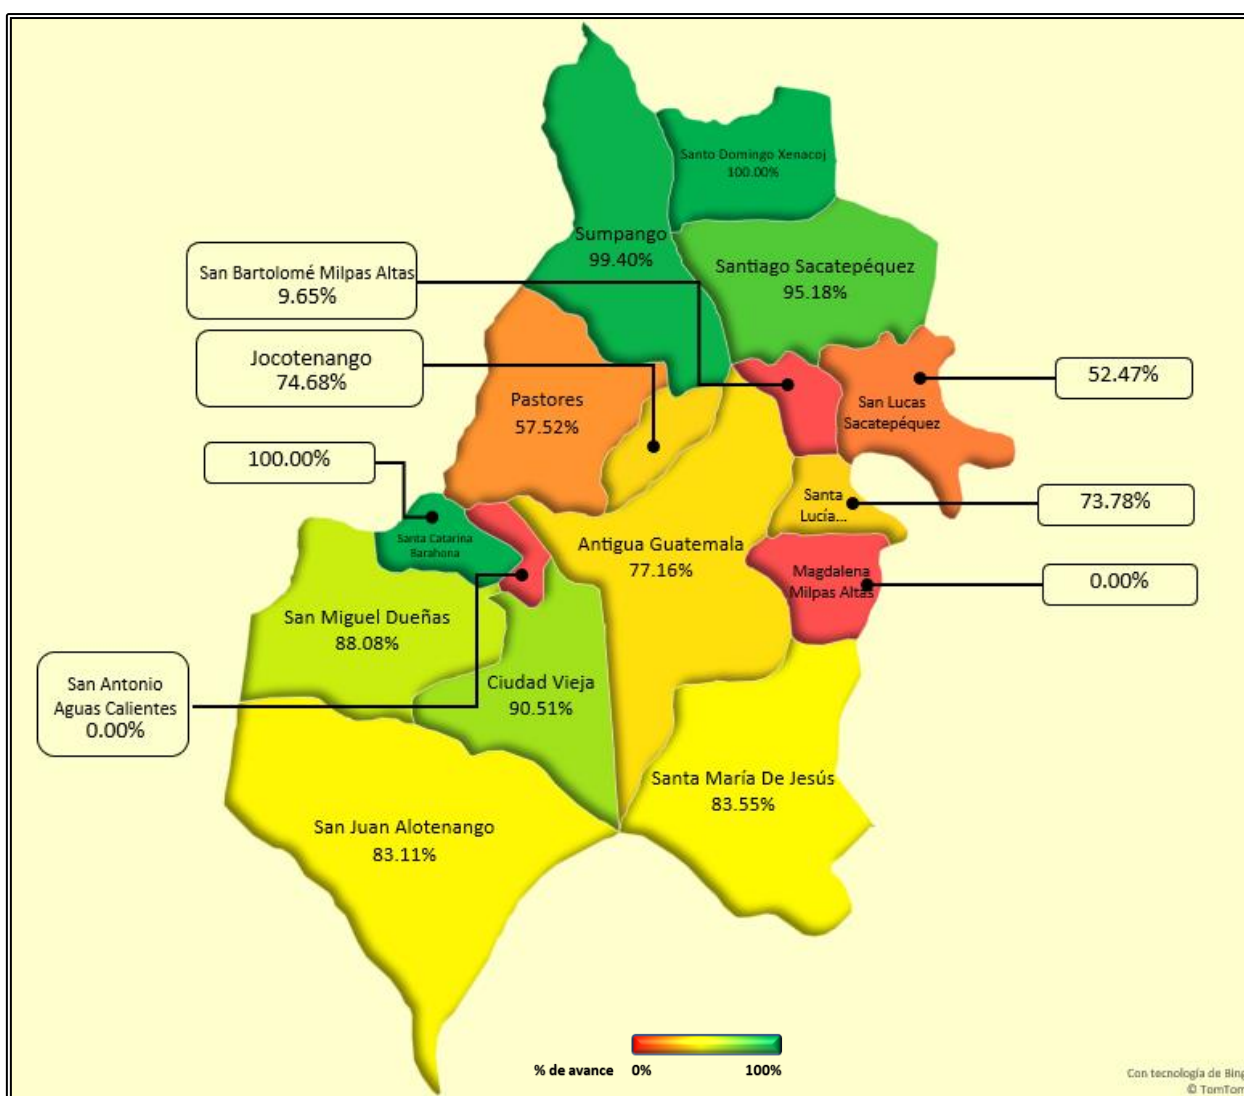 Santo Domingo Xenacoj
100.00%
Sumpango
99.40%
Santiago Sacatepéquez
95.18%
San Bartolomé Milpas Altas
9.65%
Jocotenango
74.68%
52.47%
Pastores
57.52%
San Lucas
Sacatepéquez
100.00%
Santa
Lucía...
73.78%
Santa Catarina
Barahona
Antigua Guatemala
77.16%
Magdalena
Milpas Altas
0.00%
San Miguel Dueñas
88.08%
San Antonio
Aguas Calientes
0.00%
Ciudad Vieja
90.51%
Santa María De Jesús
83.55%
San Juan Alotenango
83.11%
% de avance 0% 100%
Con tecnología de Bing
© TomTom